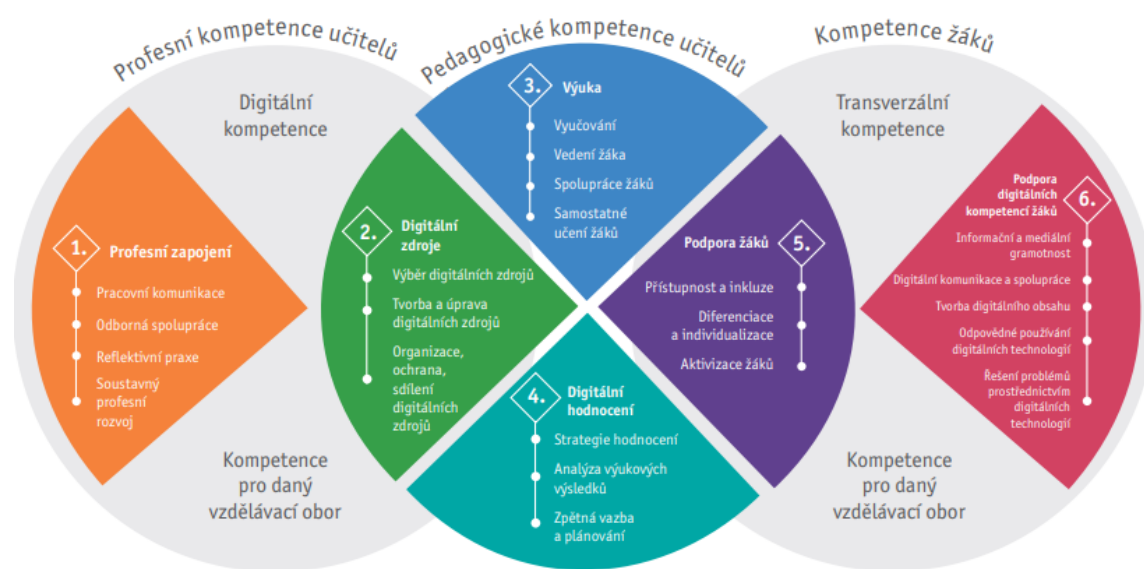 Profesní kompetence učitelů
Pedagogické kompetence učitelů
Kompetence žáků
Digitální
kompetence
Transverzální
kompetence
1.
Profesní zapojení
Pracovní komunikace
Odborná spolupráce
Reflektivní praxe
Soustavný
profesní
rozvoj
2.
Digitální
zdroje
Výběr digitálních zdrojů
Tvorba a úprava
digitálních zdrojů
Organizace,
ochrana,
sdílení
digitálních
zdrojů
3.
Výuka
Vyučování
Vedení žáka
Spolupráce žáků
Samostatné
učení žáků
4.
Digitální
hodnocení
Strategie hodnocení
Analýza výukových
výsledků
Zpětná vazba
a plánování
Podpora žáků
5.
Přístupnost a inkluze
Diferenciace
a individualizace
Aktivizace žáků
Podpora
digitálních
kompetencí žáků
6.
Informační a mediální
gramotnost
Digitální komunikace a spolupráce
Tvorba digitálního obsahu
Odpovědné používání
digitálních technologií
Řešení problémů
prostřednictvím
digitálních
technologií
Kompetence
pro daný
vzdělávací obor
Kompetence
pro daný
vzdělávací obor